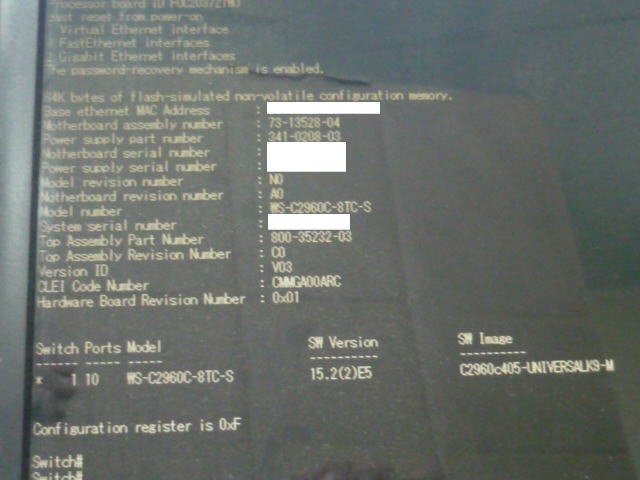 Processor board ID FOC2037Z1WJ
Last reset from power-on
1 Virtual Ethernet interface
8 FastEthernet interfaces
2 Gigabit Ethernet interfaces
The password-recovery mechanism is enabled.
64K bytes of flash-simulated non-volatile configuration memory.
Base ethernet MAC Address :
Motherboard assembly number : 73-13528-04
Power supply part number : 341-0208-03
Motherboard serial number :
Power supply serial number :
Model revision number : N0
Motherboard revision number : A0
Model number : WS-C2960C-8TC-S
System serial number :
Top Assembly Part Number : 800-35232-03
Top Assembly Revision Number : C0
Version ID : V03
CLEI Code Number : CMMGA00ARC
Hardware Board Revision Number : 0x01
Switch Ports Model SW Version SW Image
------ ----- ----- ---------- ----------
* 1 10 WS-C2960C-8TC-S 15.2(2)E5 C2960c405-UNIVERSALK9-M
Configuration register is 0xF
Switch#
Switch#